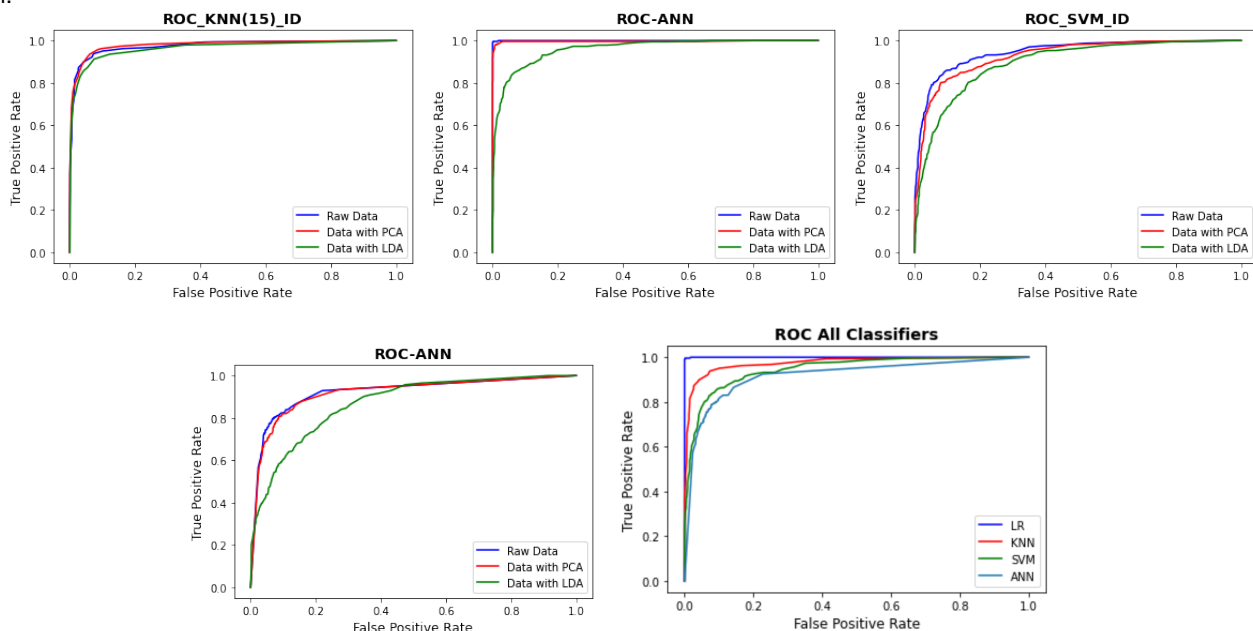 ROC_KNN(15)_ID
1.0
0.8
0.6
0.4
0.2
0.0
True Positive Rate
Raw Data
Data with PCA
Data with LDA
0.0 0.2 0.4 0.6 0.8 1.0
False Positive Rate
ROC-ANN
1.0
0.8
0.6
0.4
0.2
0.0
True Positive Rate
Raw Data
Data with PCA
Data with LDA
0.0 0.2 0.4 0.6 0.8 1.0
False Positive Rate
ROC_SVM_ID
1.0
0.8
0.6
0.4
0.2
0.0
True Positive Rate
Raw Data
Data with PCA
Data with LDA
0.0 0.2 0.4 0.6 0.8 1.0
False Positive Rate
ROC-ANN
1.0
0.8
0.6
0.4
0.2
0.0
True Positive Rate
Raw Data
Data with PCA
Data with LDA
0.0 0.2 0.4 0.6 0.8 1.0
False Positive Rate
ROC All Classifiers
1.0
0.8
0.6
0.4
0.2
0.0
True Positive Rate
LR
KNN
SVM
ANN
0.0 0.2 0.4 0.6 0.8 1.0
False Positive Rate